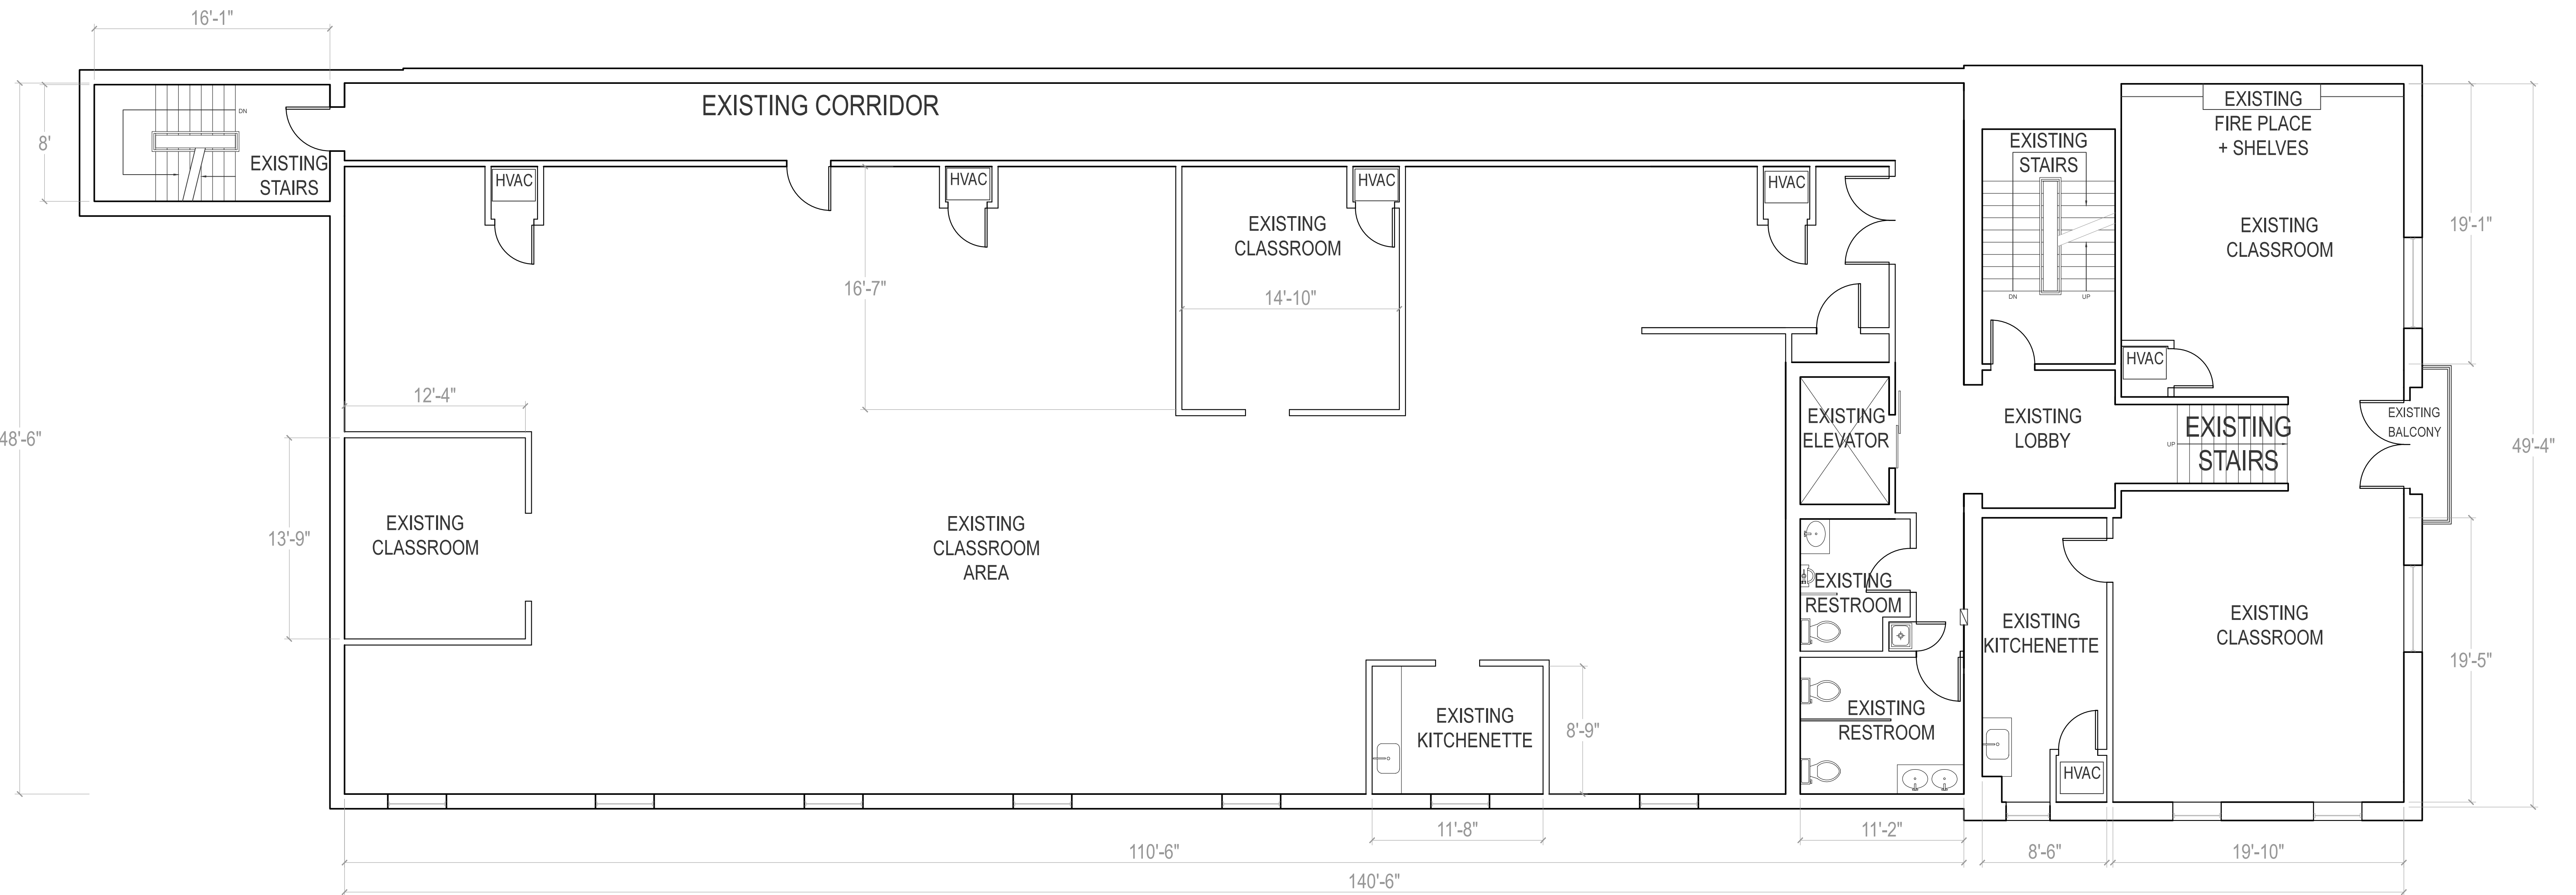 16'-1"
EXISTING CORRIDOR
8'
DN
EXISTING
STAIRS
HVAC
HVAC
HVAC
HVAC
EXISTING
CLASSROOM
14'-10"
16'-7"
EXISTING
STAIRS
DN
UP
EXISTING
FIRE PLACE
+ SHELVES
EXISTING
CLASSROOM
19'-1"
HVAC
48'-6"
12'-4"
13'-9"
EXISTING
CLASSROOM
EXISTING
CLASSROOM
AREA
EXISTING
ELEVATOR
EXISTING
LOBBY
UP
EXISTING
STAIRS
EXISTING
BALCONY
49'-4"
EXISTING
RESTROOM
EXISTING
RESTROOM
EXISTING
KITCHENETTE
8'-9"
EXISTING
KITCHENETTE
HVAC
EXISTING
CLASSROOM
19'-5"
11'-8"
11'-2"
110'-6"
8'-6"
19'-10"
140'-6"